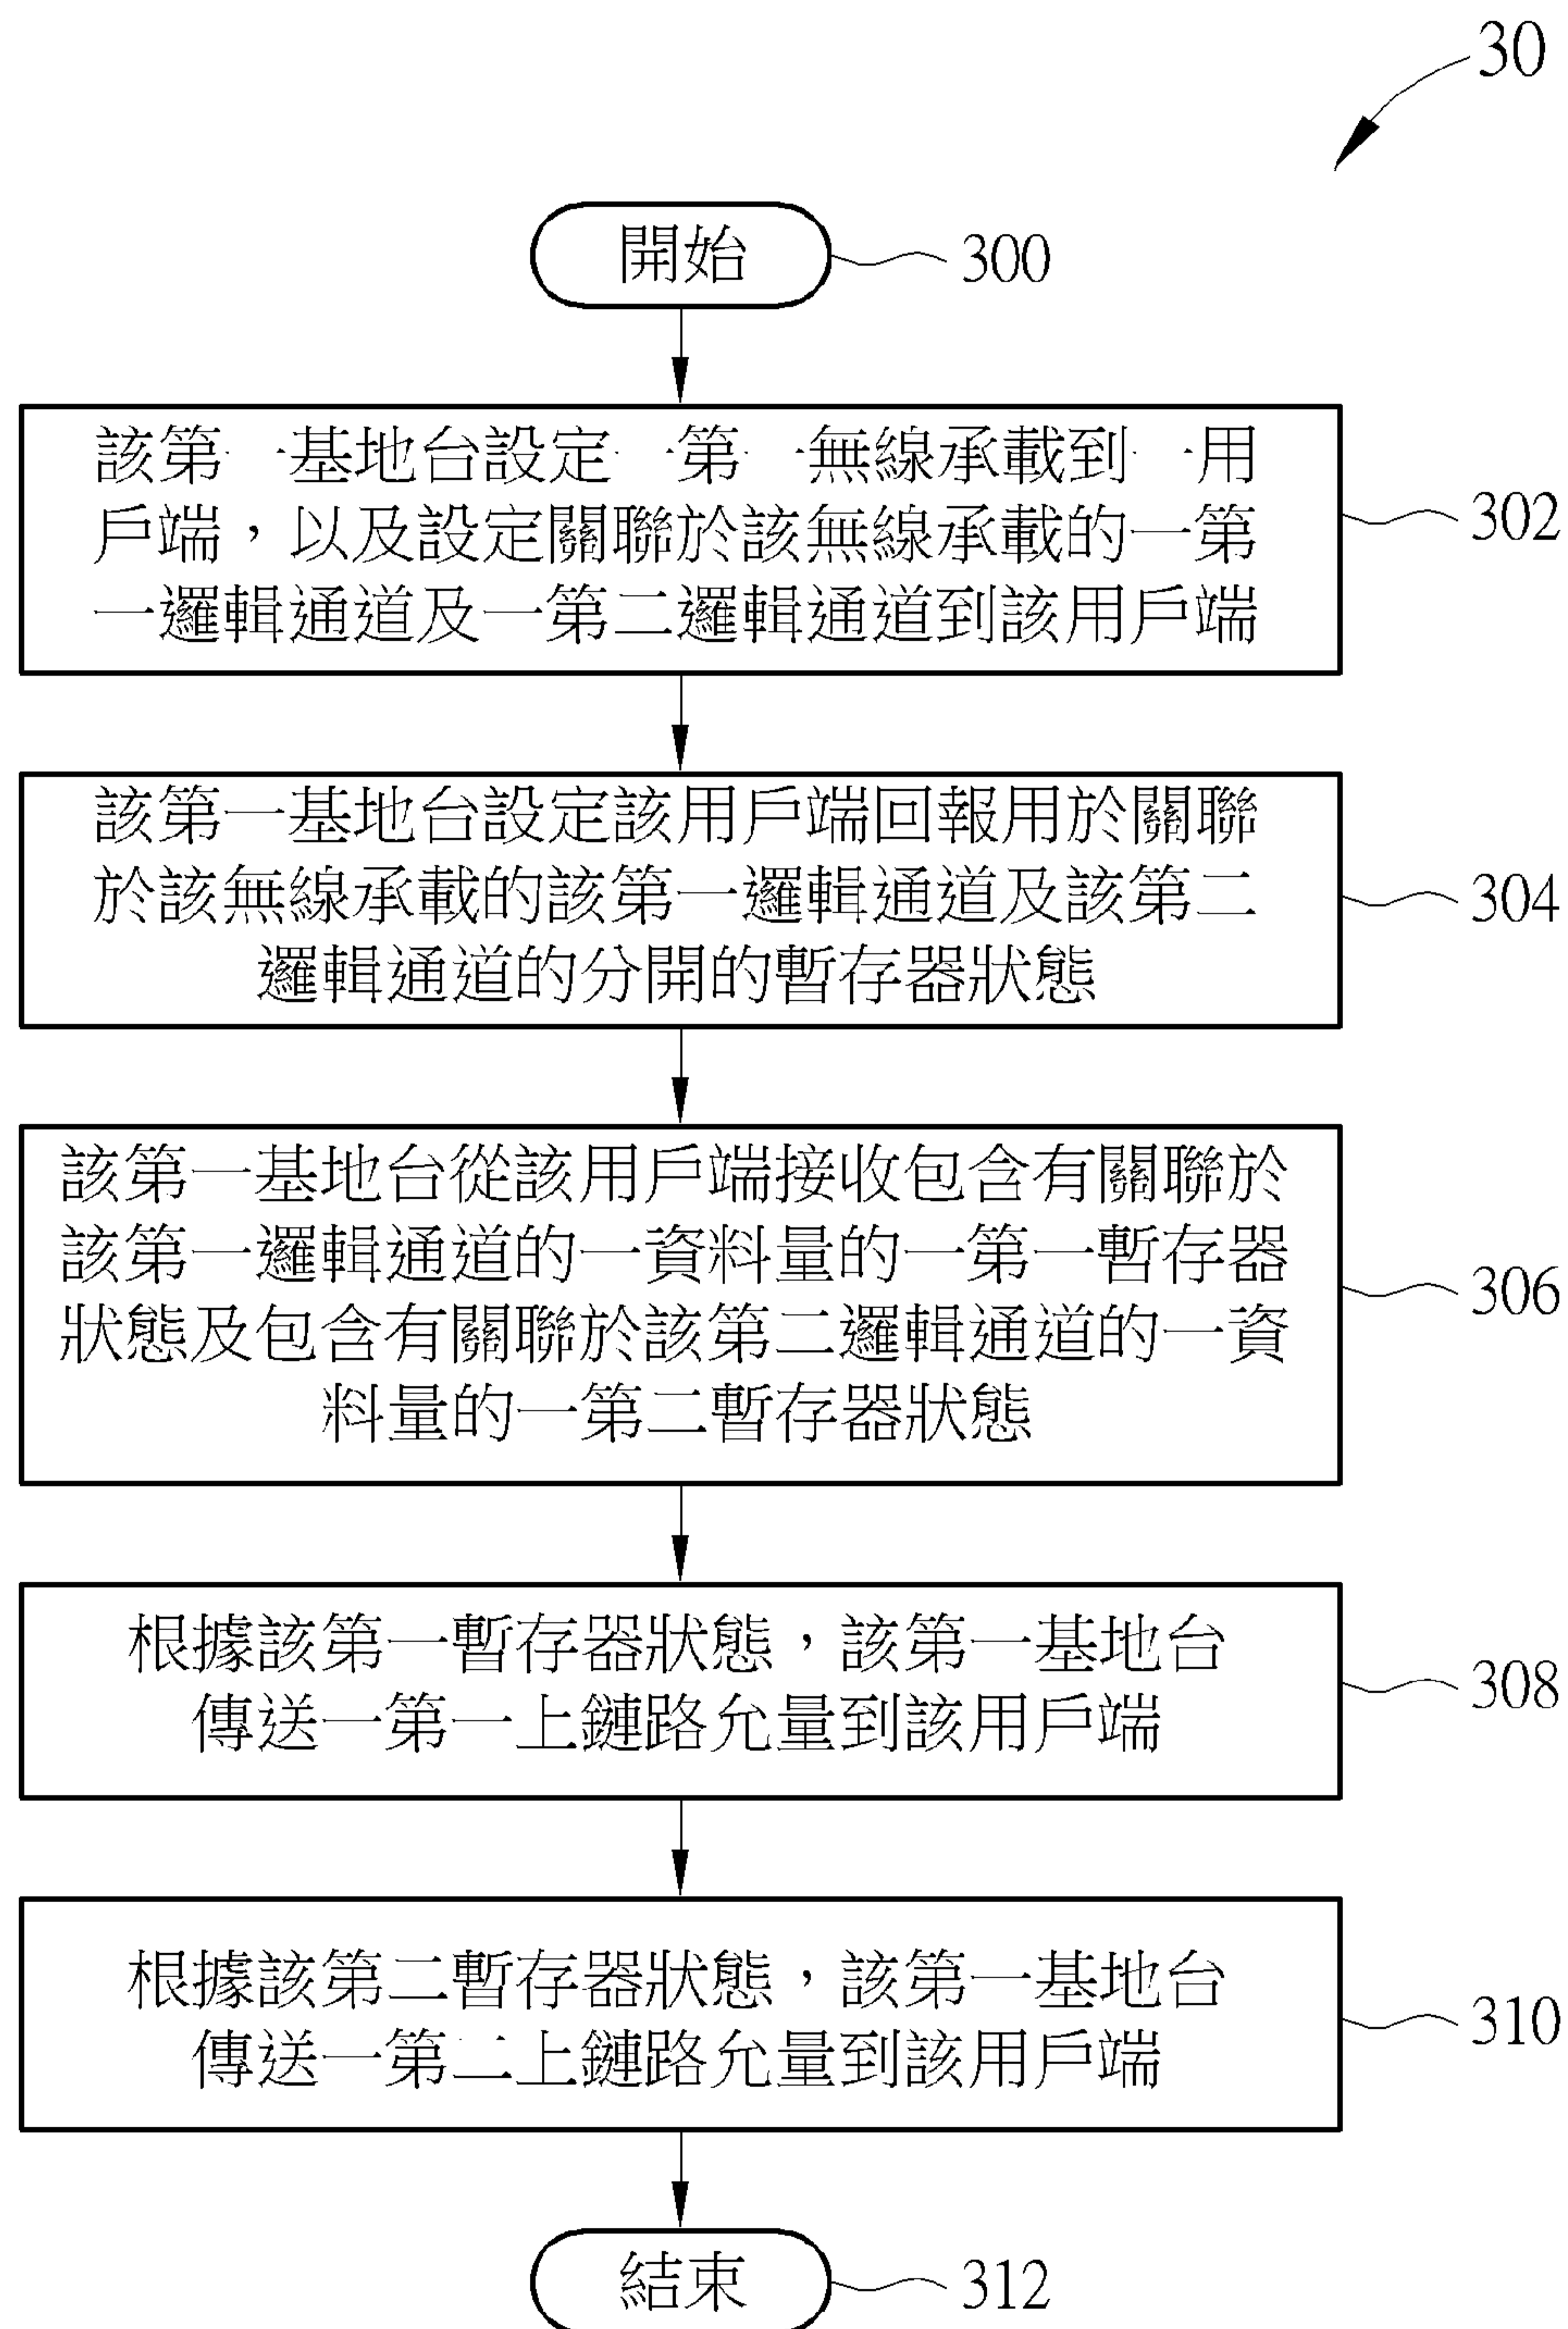 30
開始
300
該第一基地台設定一第一無線承載到一用
戶端，以及設定關聯於該無線承載的一第
一邏輯通道及一第二邏輯通道到該用戶端
302
該第一基地台設定該用戶端回報用於關聯
於該無線承載的該第一邏輯通道及該第二
邏輯通道的分開的暫存器狀態
304
該第一基地台從該用戶端接收包含有關聯於
該第一邏輯通道的一資料量的一第一暫存器
狀態及包含有關聯於該第二邏輯通道的一資
料量的一第二暫存器狀態
306
根據該第一暫存器狀態，該第一基地台
傳送一第一上鏈路允量到該用戶端
308
根據該第二暫存器狀態，該第一基地台
傳送一第二上鏈路允量到該用戶端
310
結束
312